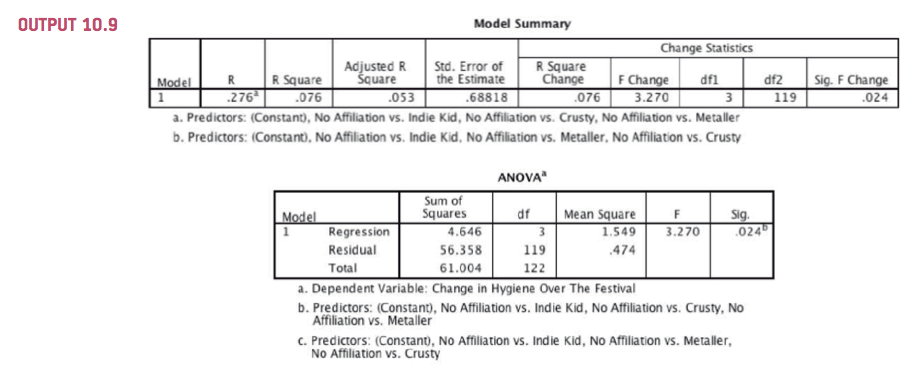 OUTPUT 10.9
Model Summary
Change Statistics
Model R R Square Adjusted R Square Std. Error of the Estimate R Square Change F Change df1 df2 Sig. F Change
1 .276a .076 .053 .68818 .076 3.270 3 119 .024
a. Predictors: (Constant), No Affiliation vs. Indie Kid, No Affiliation vs. Crusty, No Affiliation vs. Metaller
b. Predictors: (Constant), No Affiliation vs. Indie Kid, No Affiliation vs. Metaller, No Affiliation vs. Crusty
ANOVAa
Model Sum of Squares df Mean Square F Sig.
1 Regression 4.646 3 1.549 3.270 .024b
Residual 56.358 119 .474
Total 61.004 122
a. Dependent Variable: Change in Hygiene Over The Festival
b. Predictors: (Constant), No Affiliation vs. Indie Kid, No Affiliation vs. Crusty, No
Affiliation vs. Metaller
c. Predictors: (Constant), No Affiliation vs. Indie Kid, No Affiliation vs. Metaller,
No Affiliation vs. Crusty